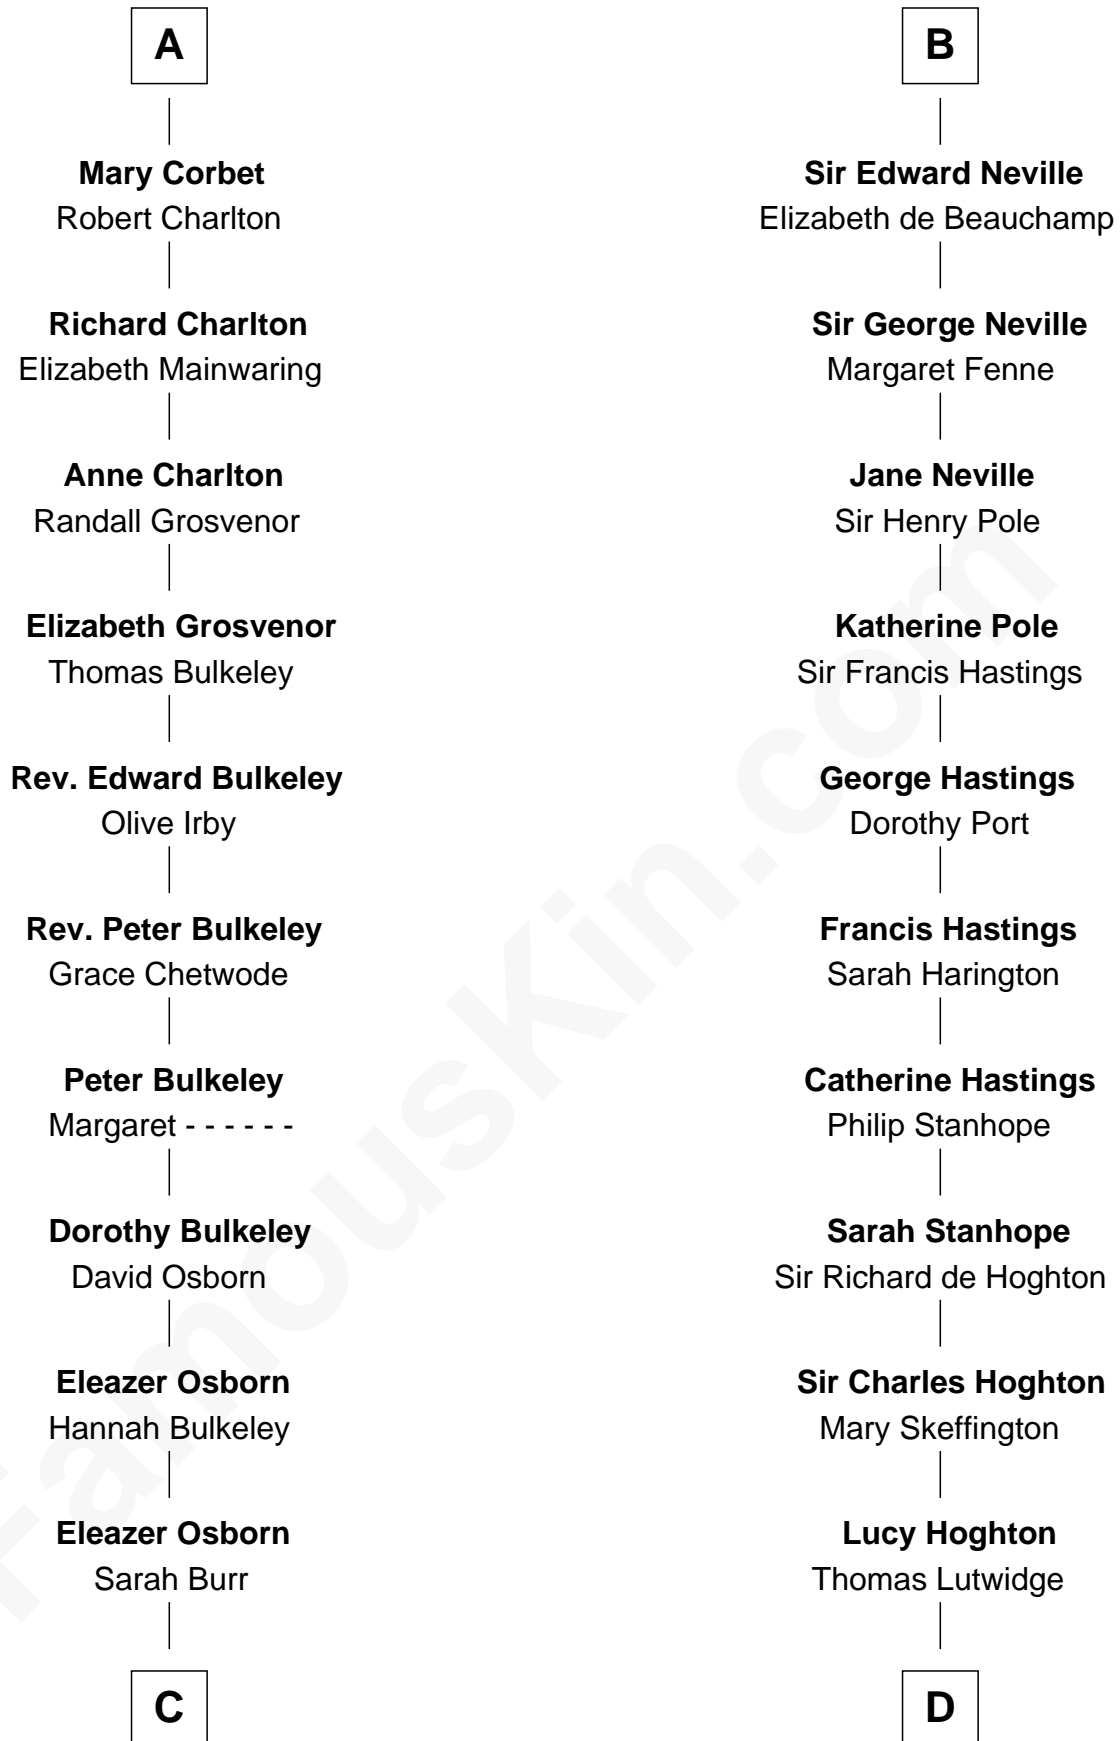 A
Mary Corbet
Robert Charlton
Richard Charlton
Elizabeth Mainwaring
Anne Charlton
Randall Grosvenor
Elizabeth Grosvenor
Thomas Bulkeley
Rev. Edward Bulkeley
Olive Irby
Rev. Peter Bulkeley
Grace Chetwode
Peter Bulkeley
Margaret - - - - - -
Dorothy Bulkeley
David Osborn
Eleazer Osborn
Hannah Bulkeley
Eleazer Osborn
Sarah Burr
C
B
Sir Edward Neville
Elizabeth de Beauchamp
Sir George Neville
Margaret Fenne
Jane Neville
Sir Henry Pole
Katherine Pole
Sir Francis Hastings
George Hastings
Dorothy Port
Francis Hastings
Sarah Harington
Catherine Hastings
Philip Stanhope
Sarah Stanhope
Sir Richard de Hoghton
Sir Charles Hoghton
Mary Skeffington
Lucy Hoghton
Thomas Lutwidge
D
FamousKin.com